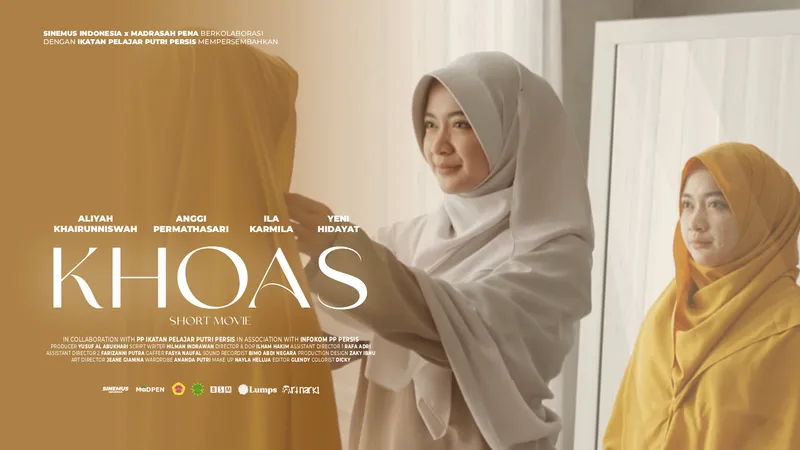 SINEMUS INDONESIA x MADRASAH PENA BERKOLABORASI
DENGAN IKATAN PELAJAR PUTRI PERSIS MEMPERSEMBAHKAN
ALIYAH KHAIRUNNISWAH
ANGGI PERMATHASARI
ILA KARMILA
YENI HIDAYAT
KHOAS
SHORT MOVIE
IN COLLABORATION WITH PP IKATAN PELAJAR PUTRI PERSIS IN ASSOCIATION WITH INFOKOM PP PERSIS
PRODUCER YUSUF AL ABUKHARI SCRIPT WRITER HILMAN INDRAWAN DIRECTOR & DOP ILHAM HAKIM ASSISTANT DIRECTOR 1 RAFA ADRI
ASSISTANT DIRECTOR 2 FARIZANNI PUTRA GAFFER FASYA NAUFAL SOUND RECORDIST BIMO ABDI NEGARA PRODUCTION DESIGN ZAKY IBNU
ART DIRECTOR JEANE GIANINA WARDROBE ANANDA PUTRI MAKE UP NAYLA HELLUA EDITOR GLENDY COLORIST DICKY
SINEMUS MADPEN BSM Lumps